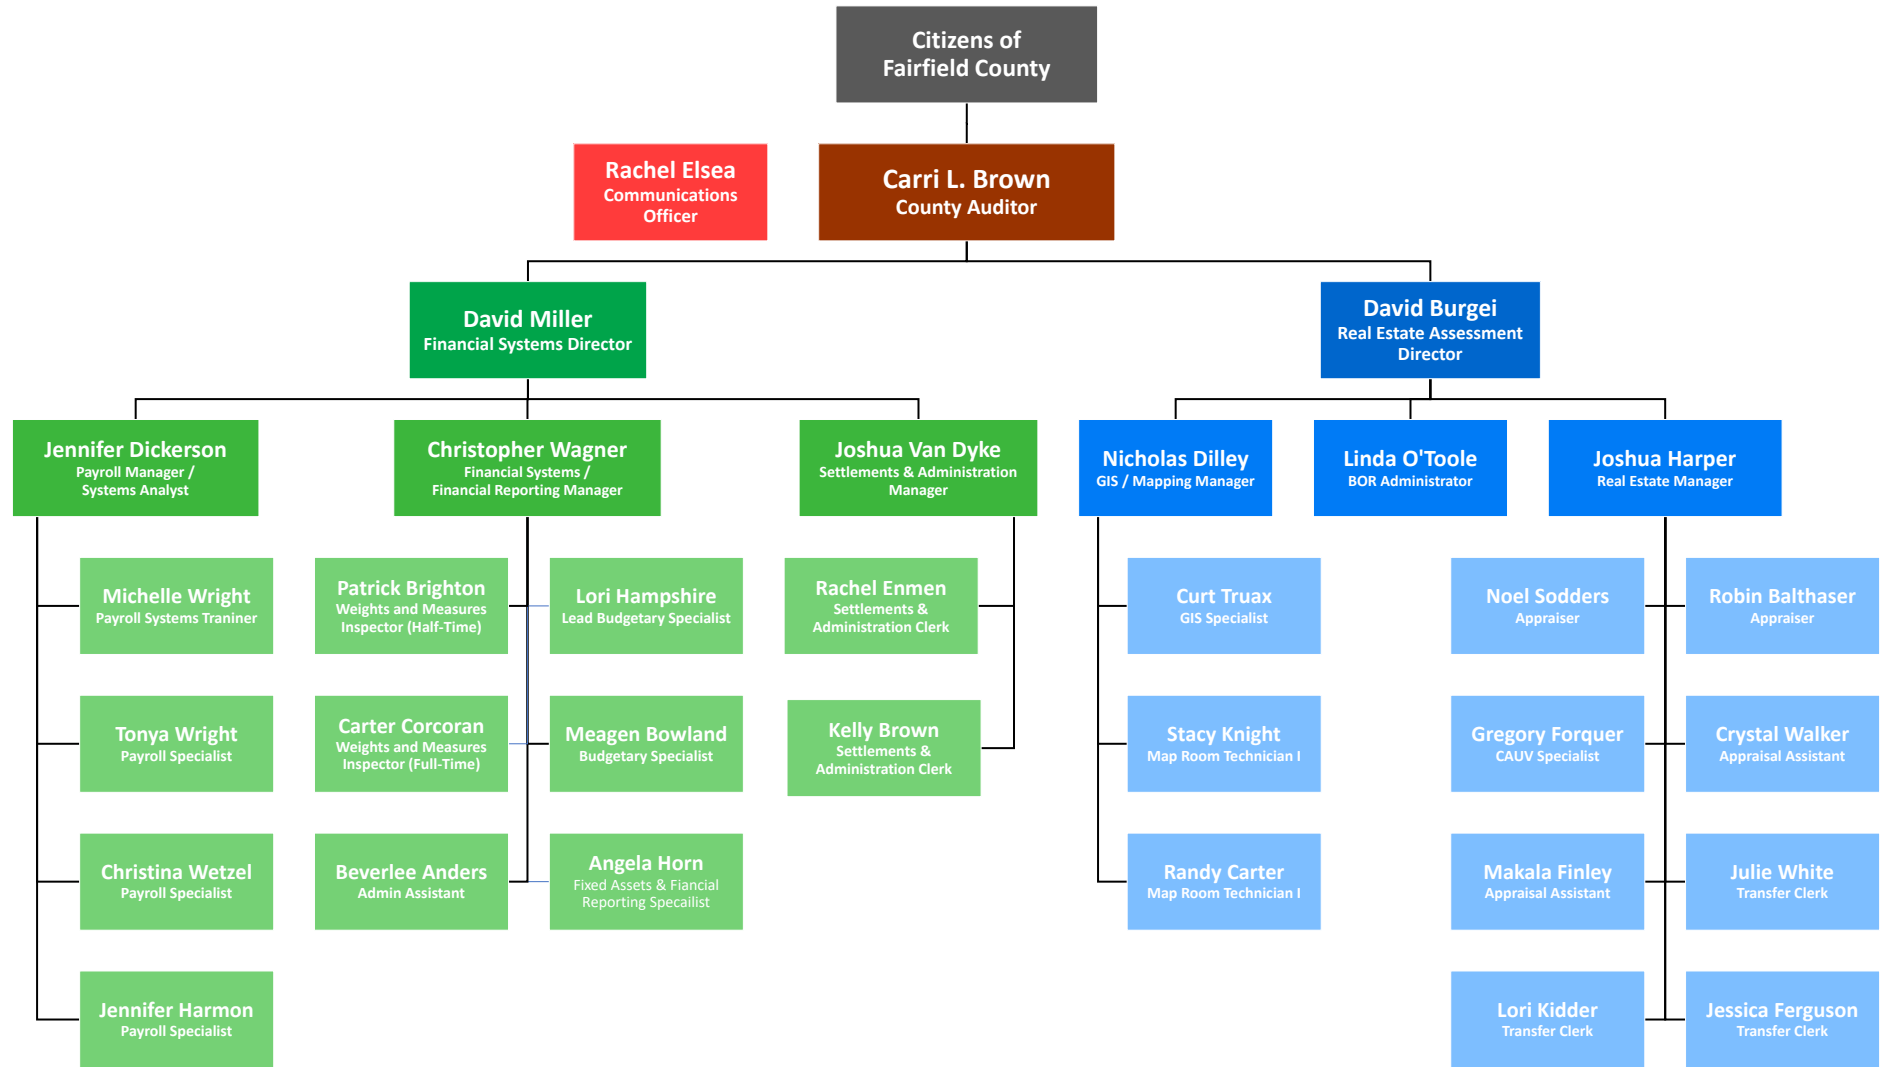 Citizens of
Fairfield County
Rachel Elsea
Communications
Officer
Carri L. Brown
County Auditor
David Miller
Financial Systems Director
David Burgei
Real Estate Assessment
Director
Jennifer Dickerson
Payroll Manager /
Systems Analyst
Christopher Wagner
Financial Systems /
Financial Reporting Manager
Joshua Van Dyke
Settlements & Administration
Manager
Nicholas Dilley
GIS / Mapping Manager
Linda O'Toole
BOR Administrator
Joshua Harper
Real Estate Manager
Michelle Wright
Payroll Systems Traniner
Patrick Brighton
Weights and Measures
Inspector (Half-Time)
Lori Hampshire
Lead Budgetary Specialist
Rachel Enmen
Settlements &
Administration Clerk
Curt Truax
GIS Specialist
Noel Sodders
Appraiser
Robin Balthaser
Appraiser
Tonya Wright
Payroll Specialist
Carter Corcoran
Weights and Measures
Inspector (Full-Time)
Meagen Bowland
Budgetary Specialist
Kelly Brown
Settlements &
Administration Clerk
Stacy Knight
Map Room Technician I
Gregory Forquer
CAUV Specialist
Crystal Walker
Appraisal Assistant
Christina Wetzel
Payroll Specialist
Beverlee Anders
Admin Assistant
Angela Horn
Fixed Assets & Fiancial
Reporting Specailist
Randy Carter
Map Room Technician I
Makala Finley
Appraisal Assistant
Julie White
Transfer Clerk
Jennifer Harmon
Payroll Specialist
Lori Kidder
Transfer Clerk
Jessica Ferguson
Transfer Clerk